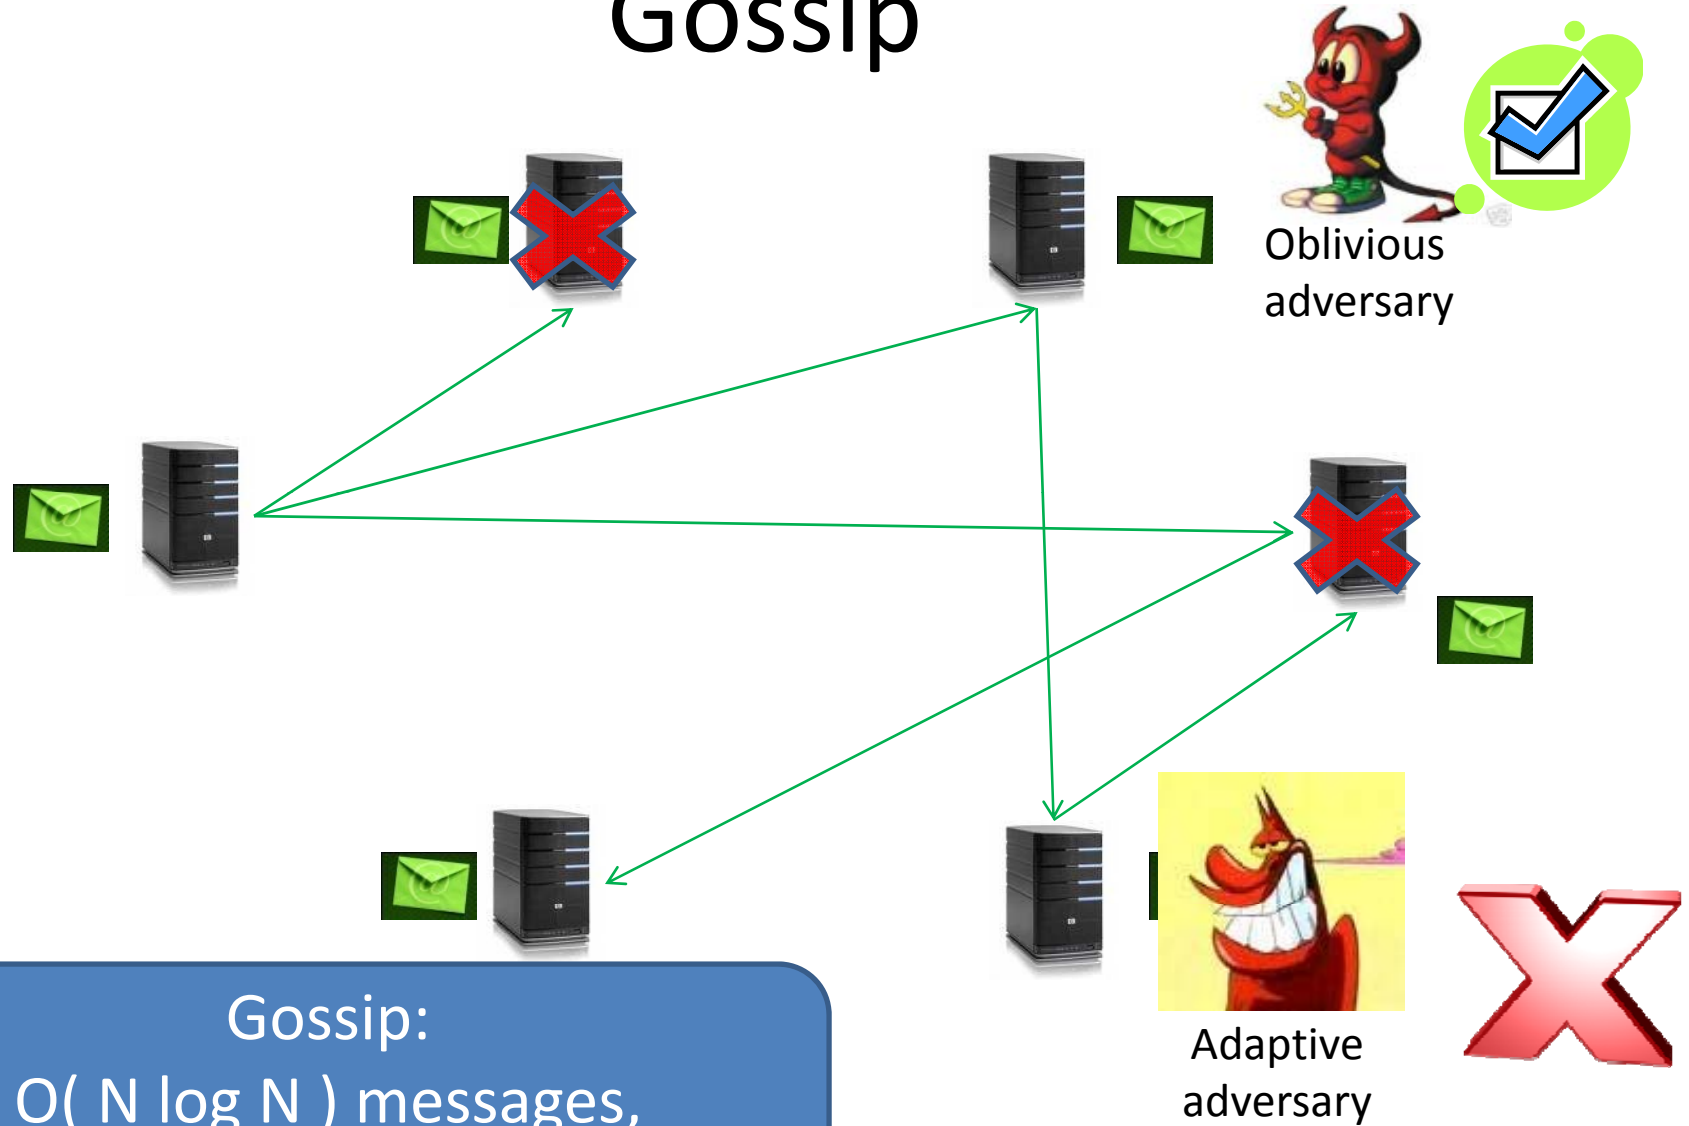 Gossip
Oblivious
adversary
Gossip:
O( N log N ) messages,
Adaptive
adversary